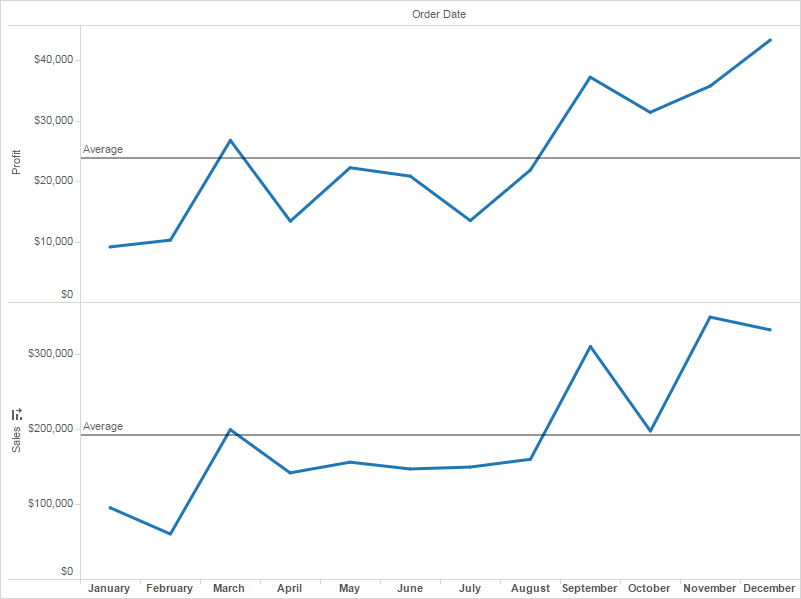 Order Date
$40,000
$30,000
Average
Profit
$20,000
$10,000
$0
$300,000
$200,000
Average
Sales
$100,000
$0
January February March April May June July August September October November December